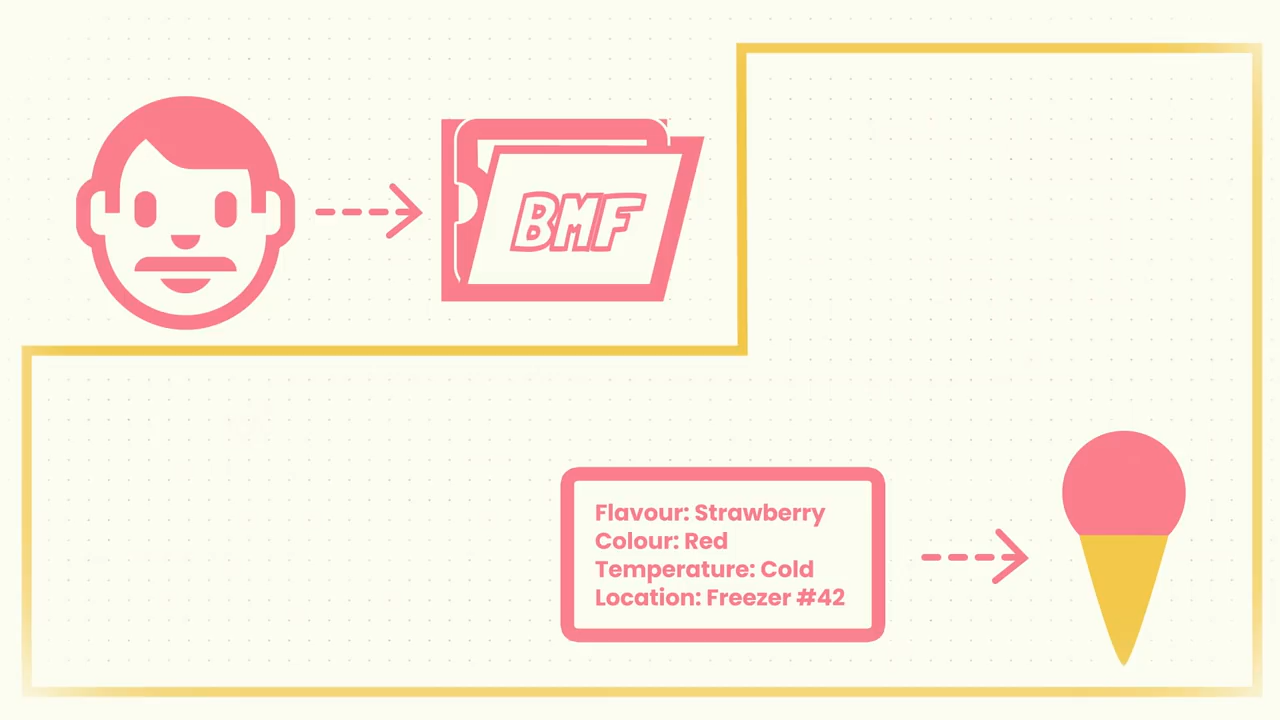 BMF
Flavour: Strawberry
Colour: Red
Temperature: Cold
Location: Freezer #42